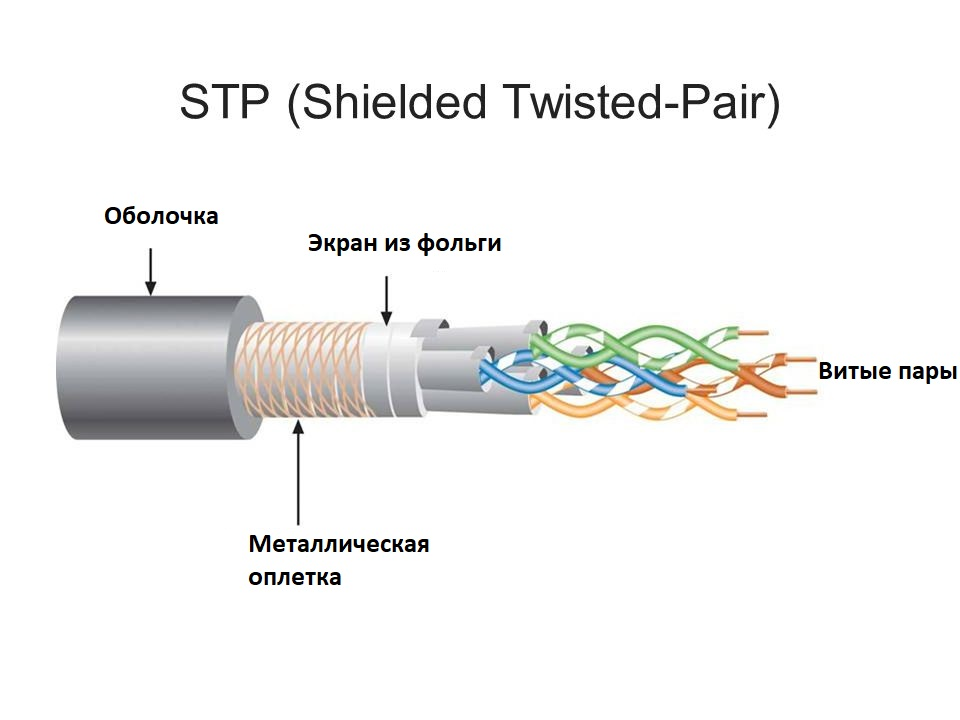 STP (Shielded Twisted-Pair)
Оболочка
Экран из фольги
Витые пары
Металлическая
оплетка